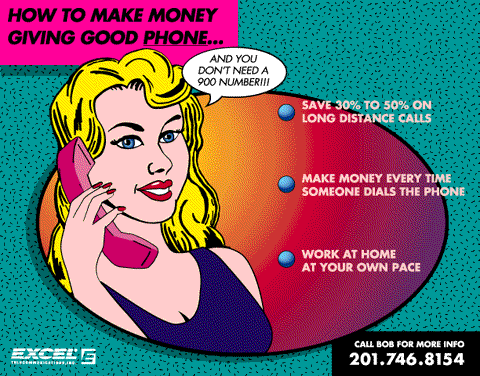 HOW TO MAKE MONEY
GIVING GOOD PHONE...
AND YOU
DON'T NEED A
900 NUMBER!!!
SAVE 30% TO 50% ON
LONG DISTANCE CALLS
MAKE MONEY EVERY TIME
SOMEONE DIALS THE PHONE
WORK AT HOME
AT YOUR OWN PACE
EXCEL
TELECOMMUNICATIONS, INC.
CALL BOB FOR MORE INFO
201.746.8154